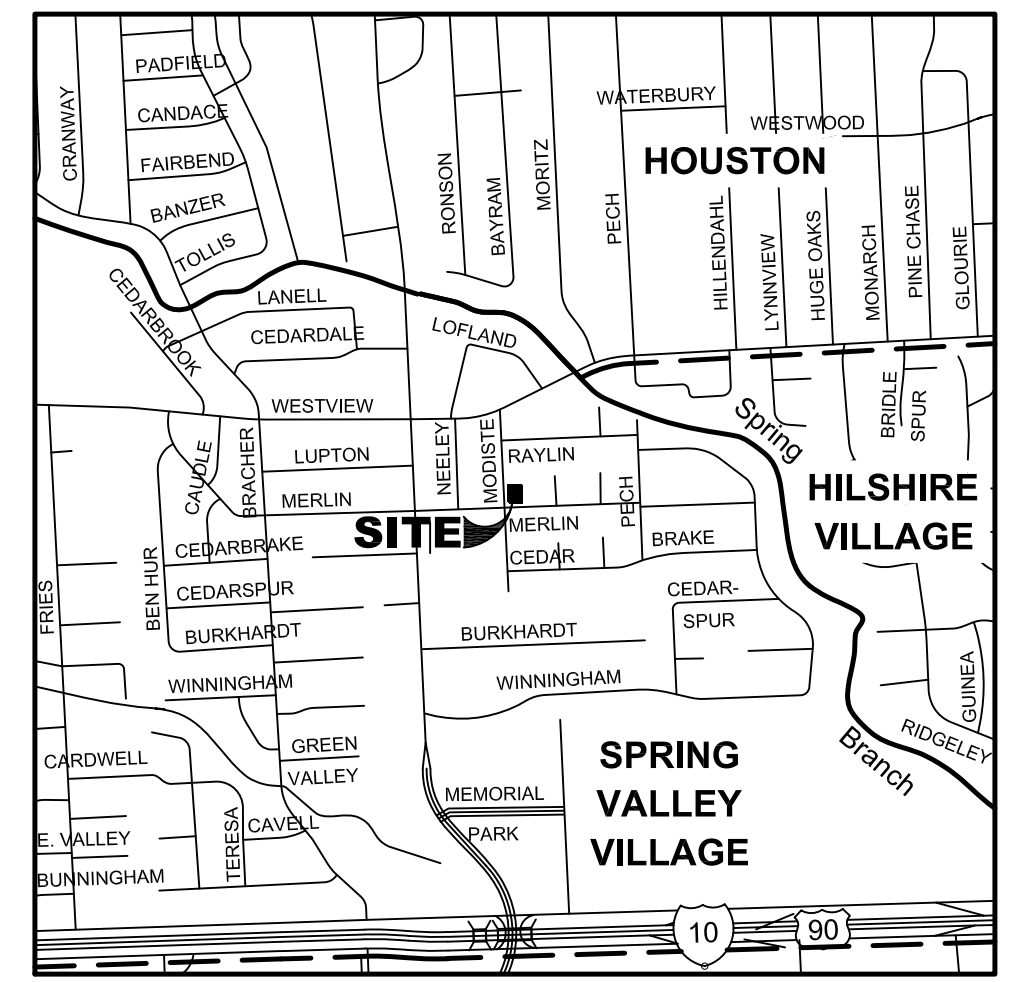 PADFIELD
CRANWAY
CANDACE
FAIRBEND
BANZER
TOLLIS
CEDARBROOK
LANELL
CEDARDALE
LOFLAND
RONSON
BAYRAM
MORITZ
WATERBURY
WESTWOOD
HOUSTON
PECH
HILLENDAHL
LYNNVIEW
HUGE OAKS
MONARCH
PINE CHASE
GLOURIE
WESTVIEW
CAUDLE
BRACHER
LUPTON
MERLIN
NEELEY
MODISTE
RAYLIN
PECH
Spring
BRIDLE
SPUR
HILSHIRE
VILLAGE
SITE
MERLIN
CEDAR
BRAKE
CEDARBRAKE
CEDARSPUR
BEN HUR
FRIES
BURKHARDT
BURKHARDT
CEDAR-
SPUR
WINNINGHAM
WINNINGHAM
GUINEA
RIDGELEY
Branch
GREEN
VALLEY
CARDWELL
SPRING
VALLEY
VILLAGE
MEMORIAL
PARK
TERESA
CAVELL
E. VALLEY
BUNNINGHAM
10
90